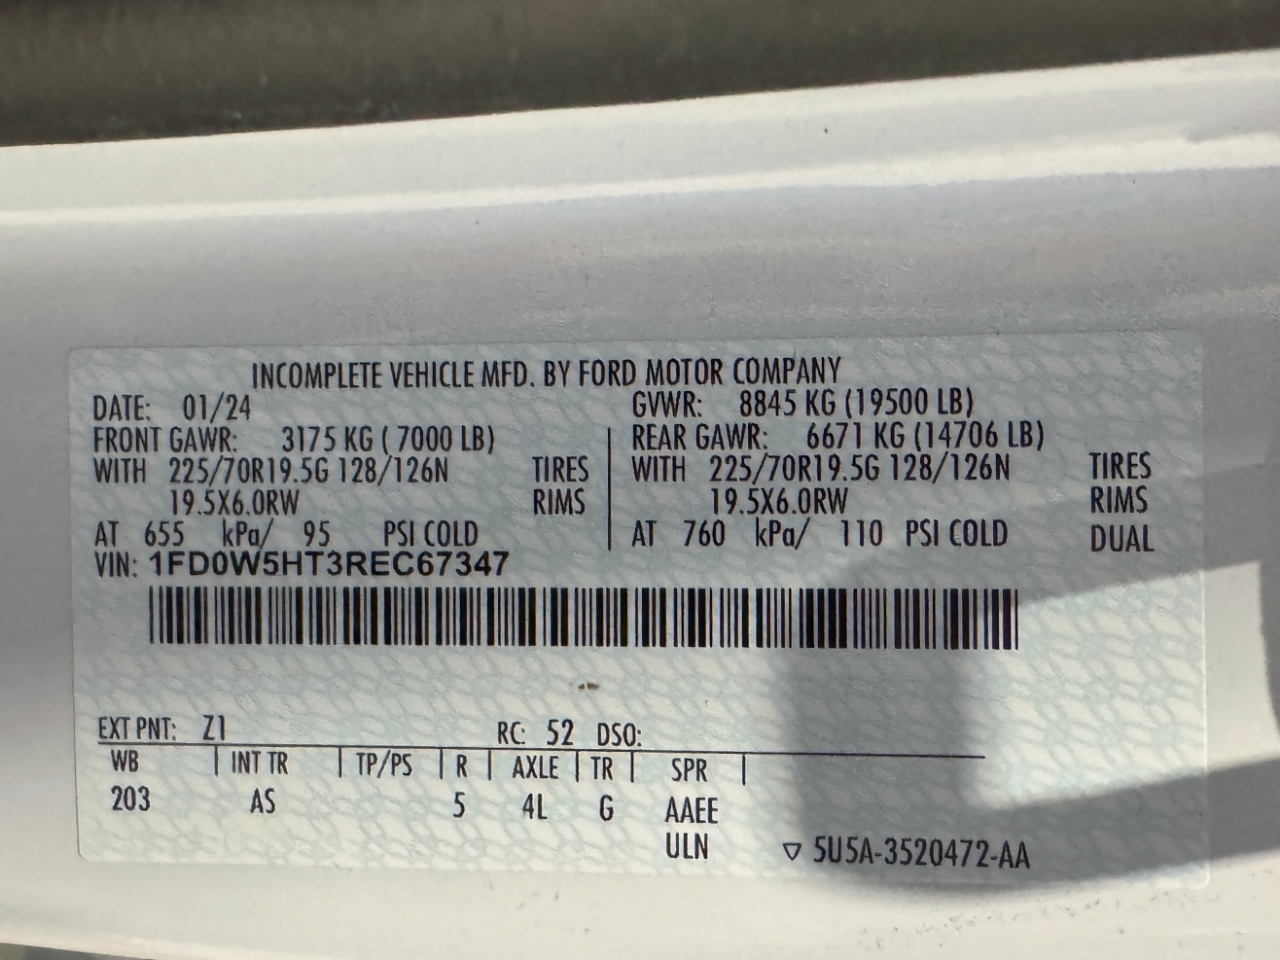 INCOMPLETE VEHICLE MFD. BY FORD MOTOR COMPANY
DATE: 01/24 GVWR: 8845 KG (19500 LB)
FRONT GAWR: 3175 KG ( 7000 LB) REAR GAWR: 6671 KG (14706 LB)
WITH 225/70R19.5G 128/126N TIRES WITH 225/70R19.5G 128/126N TIRES
19.5X6.0RW RIMS 19.5X6.0RW RIMS
AT 655 kPa/ 95 PSI COLD AT 760 kPa/ 110 PSI COLD DUAL
VIN: 1FD0W5HT3REC67347
EXT PNT: Z1 RC: 52 DSO:
WB INT TR TP/PS R AXLE TR SPR
203 AS 5 4L G AAEE
ULN ▽ 5U5A-3520472-AA